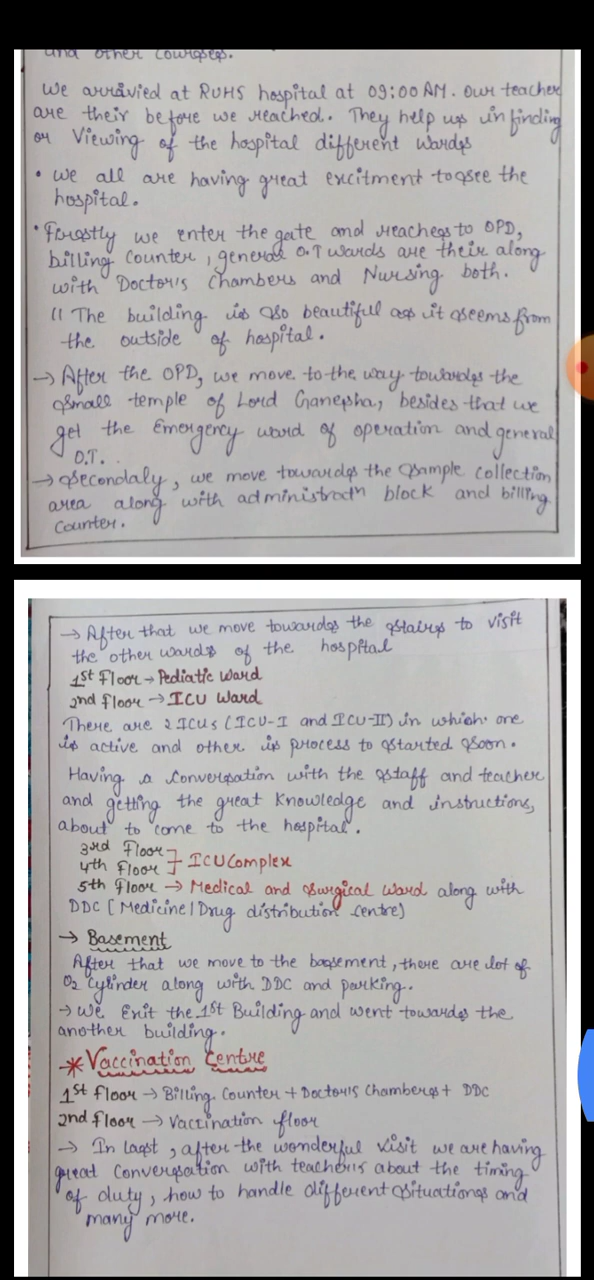 and other courses.
We arravied at RUHS hospital at 09:00 AM. Our teacher
are their before we reached. They help us in finding
or Viewing of the hospital different wards
• We all are having great excitment to see the
hospital.
• Firestly we enter the gate and reaches to OPD,
billing counter, general O.T wards are their along
with Doctor's Chambers and Nursing both.
" The building is so beautiful as it seems from
the outside of hospital.
→ After the OPD, we move to the way towards the
small temple of Lord Ganepha, besides that we
get the Emergency ward of operation and general
O.T..
→ Secondaly, we move towards the sample collection
area along with administratn block and billing
counter.
→ After that we move towards the stairs to visit
the other wards of the hospital
1st Floor → Pediatic Ward
2nd Floor → ICU Ward
There are 2 ICUs (ICU-I and ICU-II) in which one
is active and other is process to started soon.
Having a conversation with the staff and teacher
and getting the great knowledge and instructions,
about to come to the hospital.
3rd Floor
4th Floor ] ICU Complex
5th Floor → Medical and Surgical Ward along with
DDC [Medicine/Drug distribution centre]
→ Basement
After that we move to the basement, there are lot of
O2 cylinder along with DDC and parking.
→ We Exit the 1st Building and went towards the
another building.
* Vaccination Centre
1st Floor → Billing Counter + Doctor's Chambers + DDC
2nd Floor → Vaccination floor
→ In last, after the wonderful visit we are having
great conversation with teacher's about the timing
of duty, how to handle different situations and
many more.